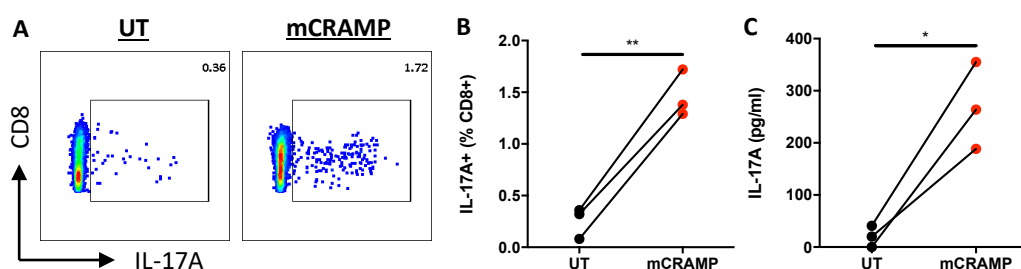 A
UT
mCRAMP
0.36
1.72
CD8
IL-17A
B
**
IL-17A+ (% CD8+)
2.0
1.5
1.0
0.5
0.0
UT
mCRAMP
C
*
IL-17A (pg/ml)
400
300
200
100
0
UT
mCRAMP